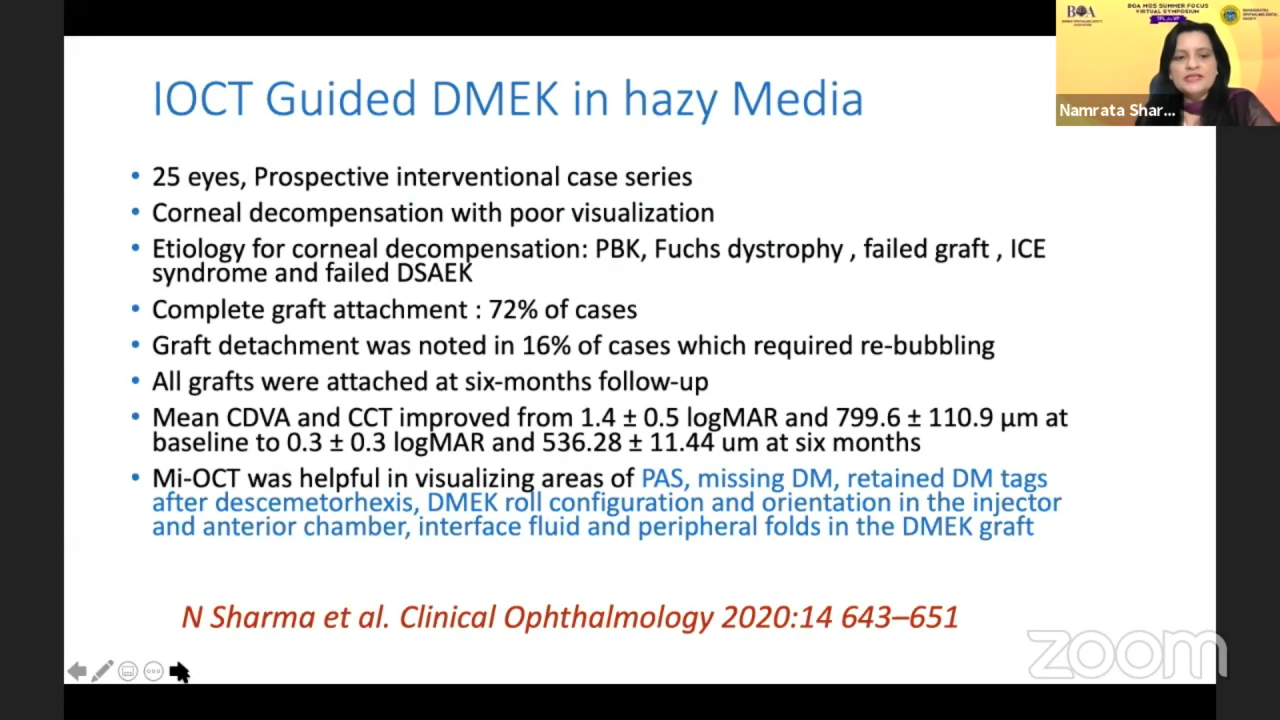 BOA
BOA MOS SUMMER FOCUS
VIRTUAL SYMPOSIUM
Namrata Shar...
IOCT Guided DMEK in hazy Media
• 25 eyes, Prospective interventional case series
• Corneal decompensation with poor visualization
• Etiology for corneal decompensation: PBK, Fuchs dystrophy , failed graft , ICE
syndrome and failed DSAEK
• Complete graft attachment : 72% of cases
• Graft detachment was noted in 16% of cases which required re-bubbling
• All grafts were attached at six-months follow-up
• Mean CDVA and CCT improved from 1.4 ± 0.5 logMAR and 799.6 ± 110.9 μm at
baseline to 0.3 ± 0.3 logMAR and 536.28 ± 11.44 um at six months
• Mi-OCT was helpful in visualizing areas of PAS, missing DM, retained DM tags
after descemetorhexis, DMEK roll configuration and orientation in the injector
and anterior chamber, interface fluid and peripheral folds in the DMEK graft
N Sharma et al. Clinical Ophthalmology 2020:14 643–651
zoom